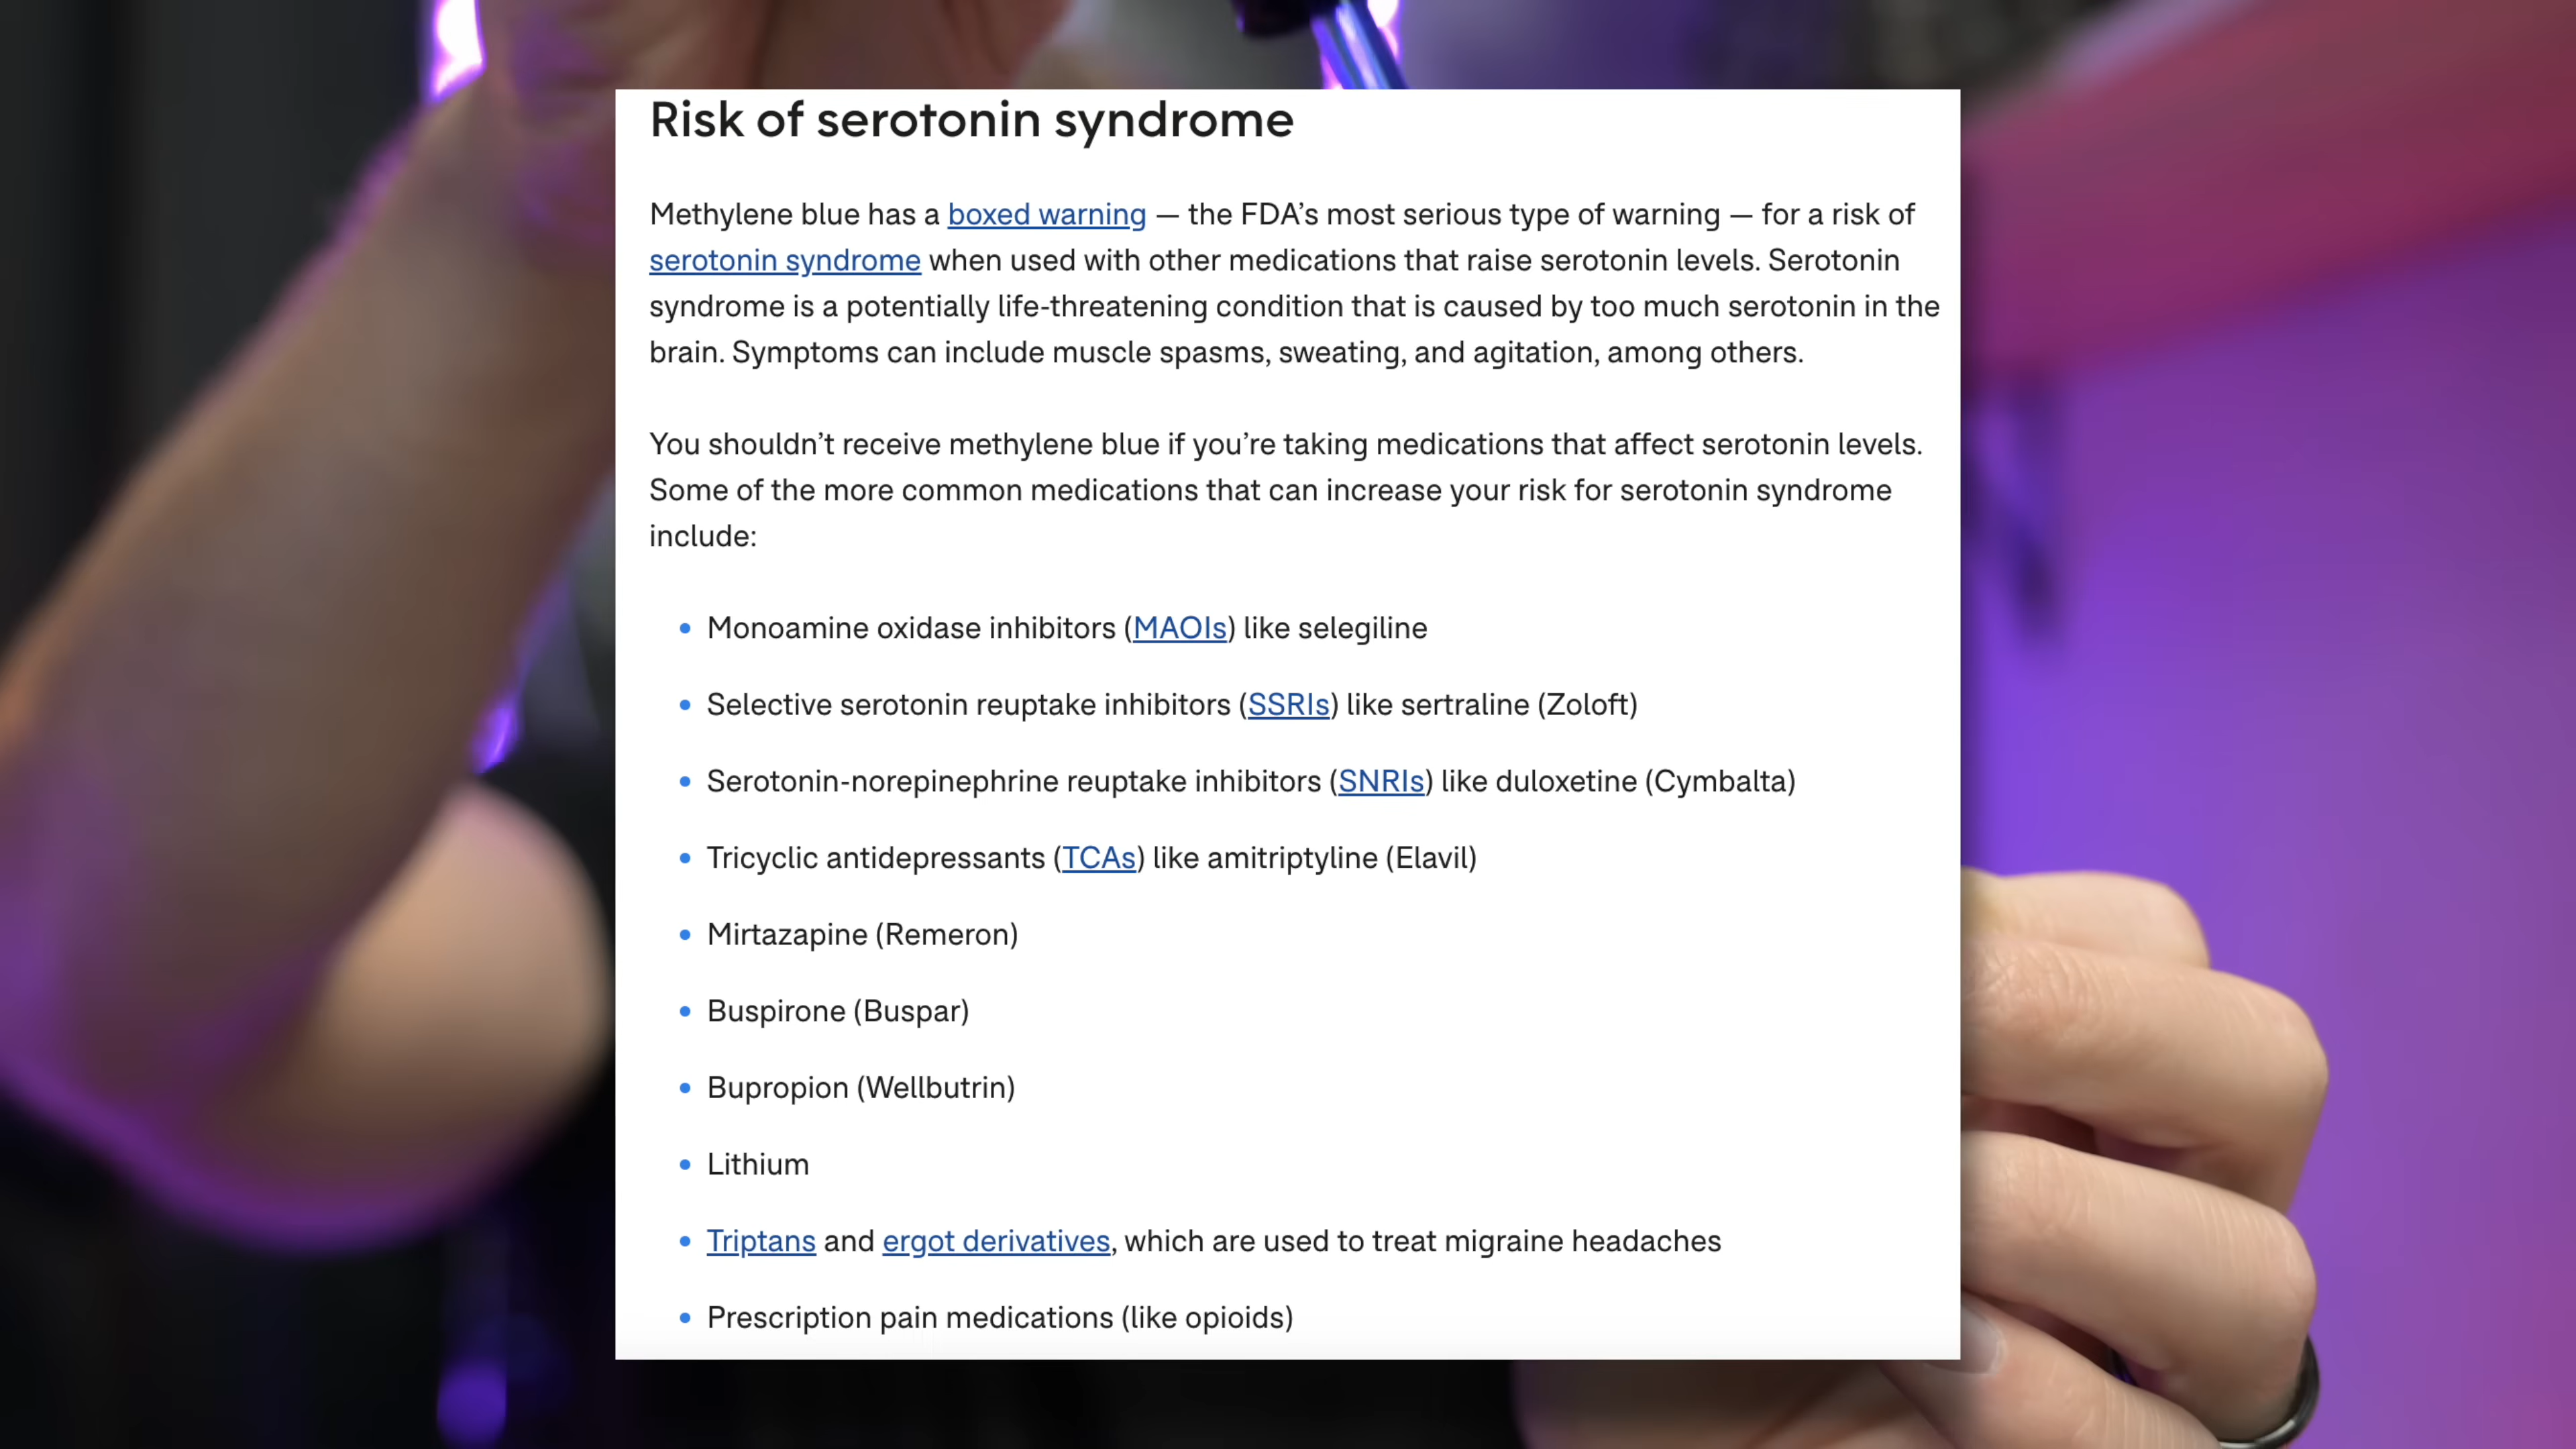 Risk of serotonin syndrome
Methylene blue has a boxed warning — the FDA’s most serious type of warning — for a risk of
serotonin syndrome when used with other medications that raise serotonin levels. Serotonin
syndrome is a potentially life-threatening condition that is caused by too much serotonin in the
brain. Symptoms can include muscle spasms, sweating, and agitation, among others.
You shouldn’t receive methylene blue if you’re taking medications that affect serotonin levels.
Some of the more common medications that can increase your risk for serotonin syndrome
include:
• Monoamine oxidase inhibitors (MAOIs) like selegiline
• Selective serotonin reuptake inhibitors (SSRIs) like sertraline (Zoloft)
• Serotonin-norepinephrine reuptake inhibitors (SNRIs) like duloxetine (Cymbalta)
• Tricyclic antidepressants (TCAs) like amitriptyline (Elavil)
• Mirtazapine (Remeron)
• Buspirone (Buspar)
• Bupropion (Wellbutrin)
• Lithium
• Triptans and ergot derivatives, which are used to treat migraine headaches
• Prescription pain medications (like opioids)